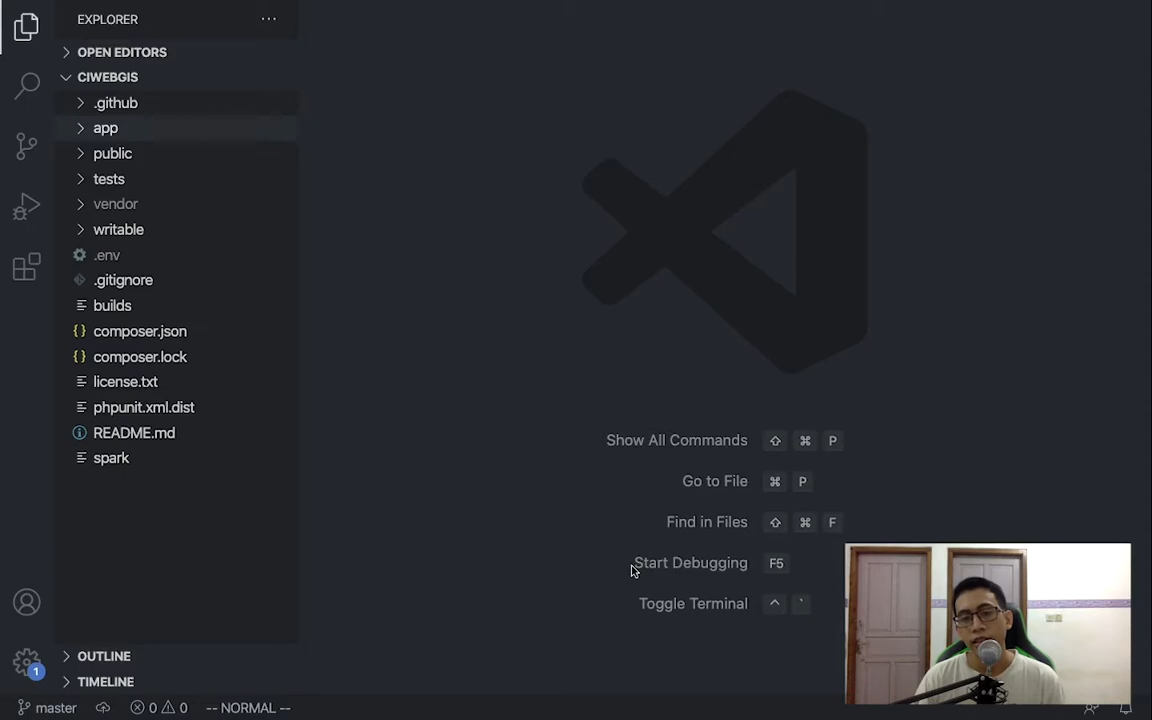 EXPLORER
OPEN EDITORS
CIWEBGIS
.github
app
public
tests
vendor
writable
.env
.gitignore
builds
composer.json
composer.lock
license.txt
phpunit.xml.dist
README.md
spark
Show All Commands ⇧ ⌘ P
Go to File ⌘ P
Find in Files ⇧ ⌘ F
Start Debugging F5
Toggle Terminal ^ `
OUTLINE
1
TIMELINE
master 0 0 -- NORMAL --